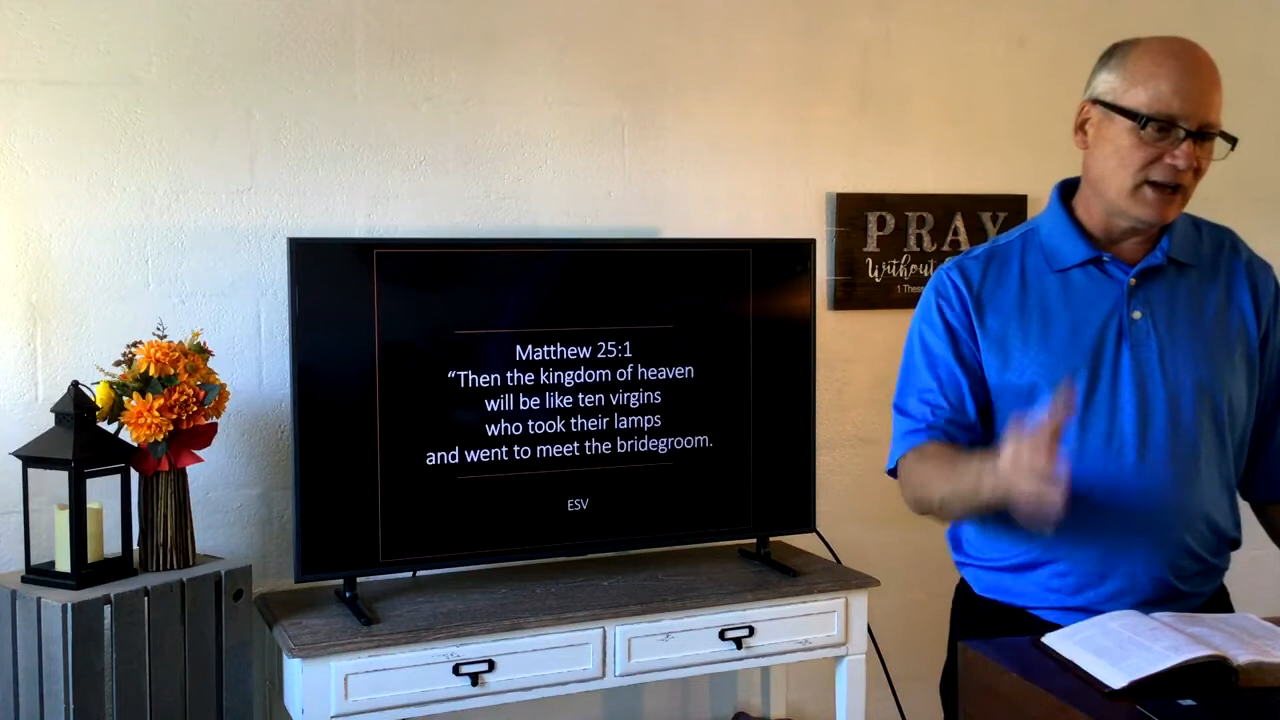 Matthew 25:1
“Then the kingdom of heaven
will be like ten virgins
who took their lamps
and went to meet the bridegroom.
ESV
PRAY
Without
1